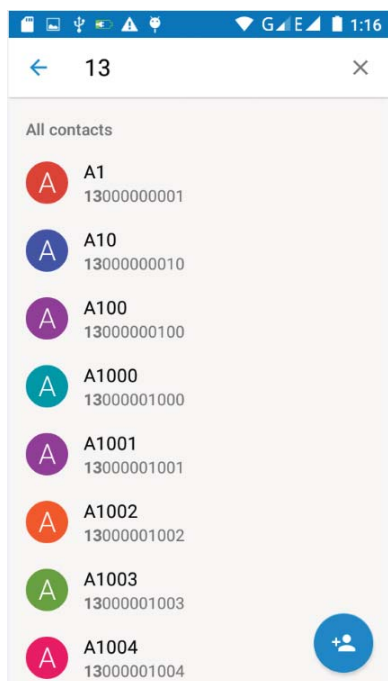 G E 1:16
13
All contacts
A
A1
13000000001
A
A10
13000000010
A
A100
13000000100
A
A1000
13000001000
A
A1001
13000001001
A
A1002
13000001002
A
A1003
13000001003
A
A1004
13000001004